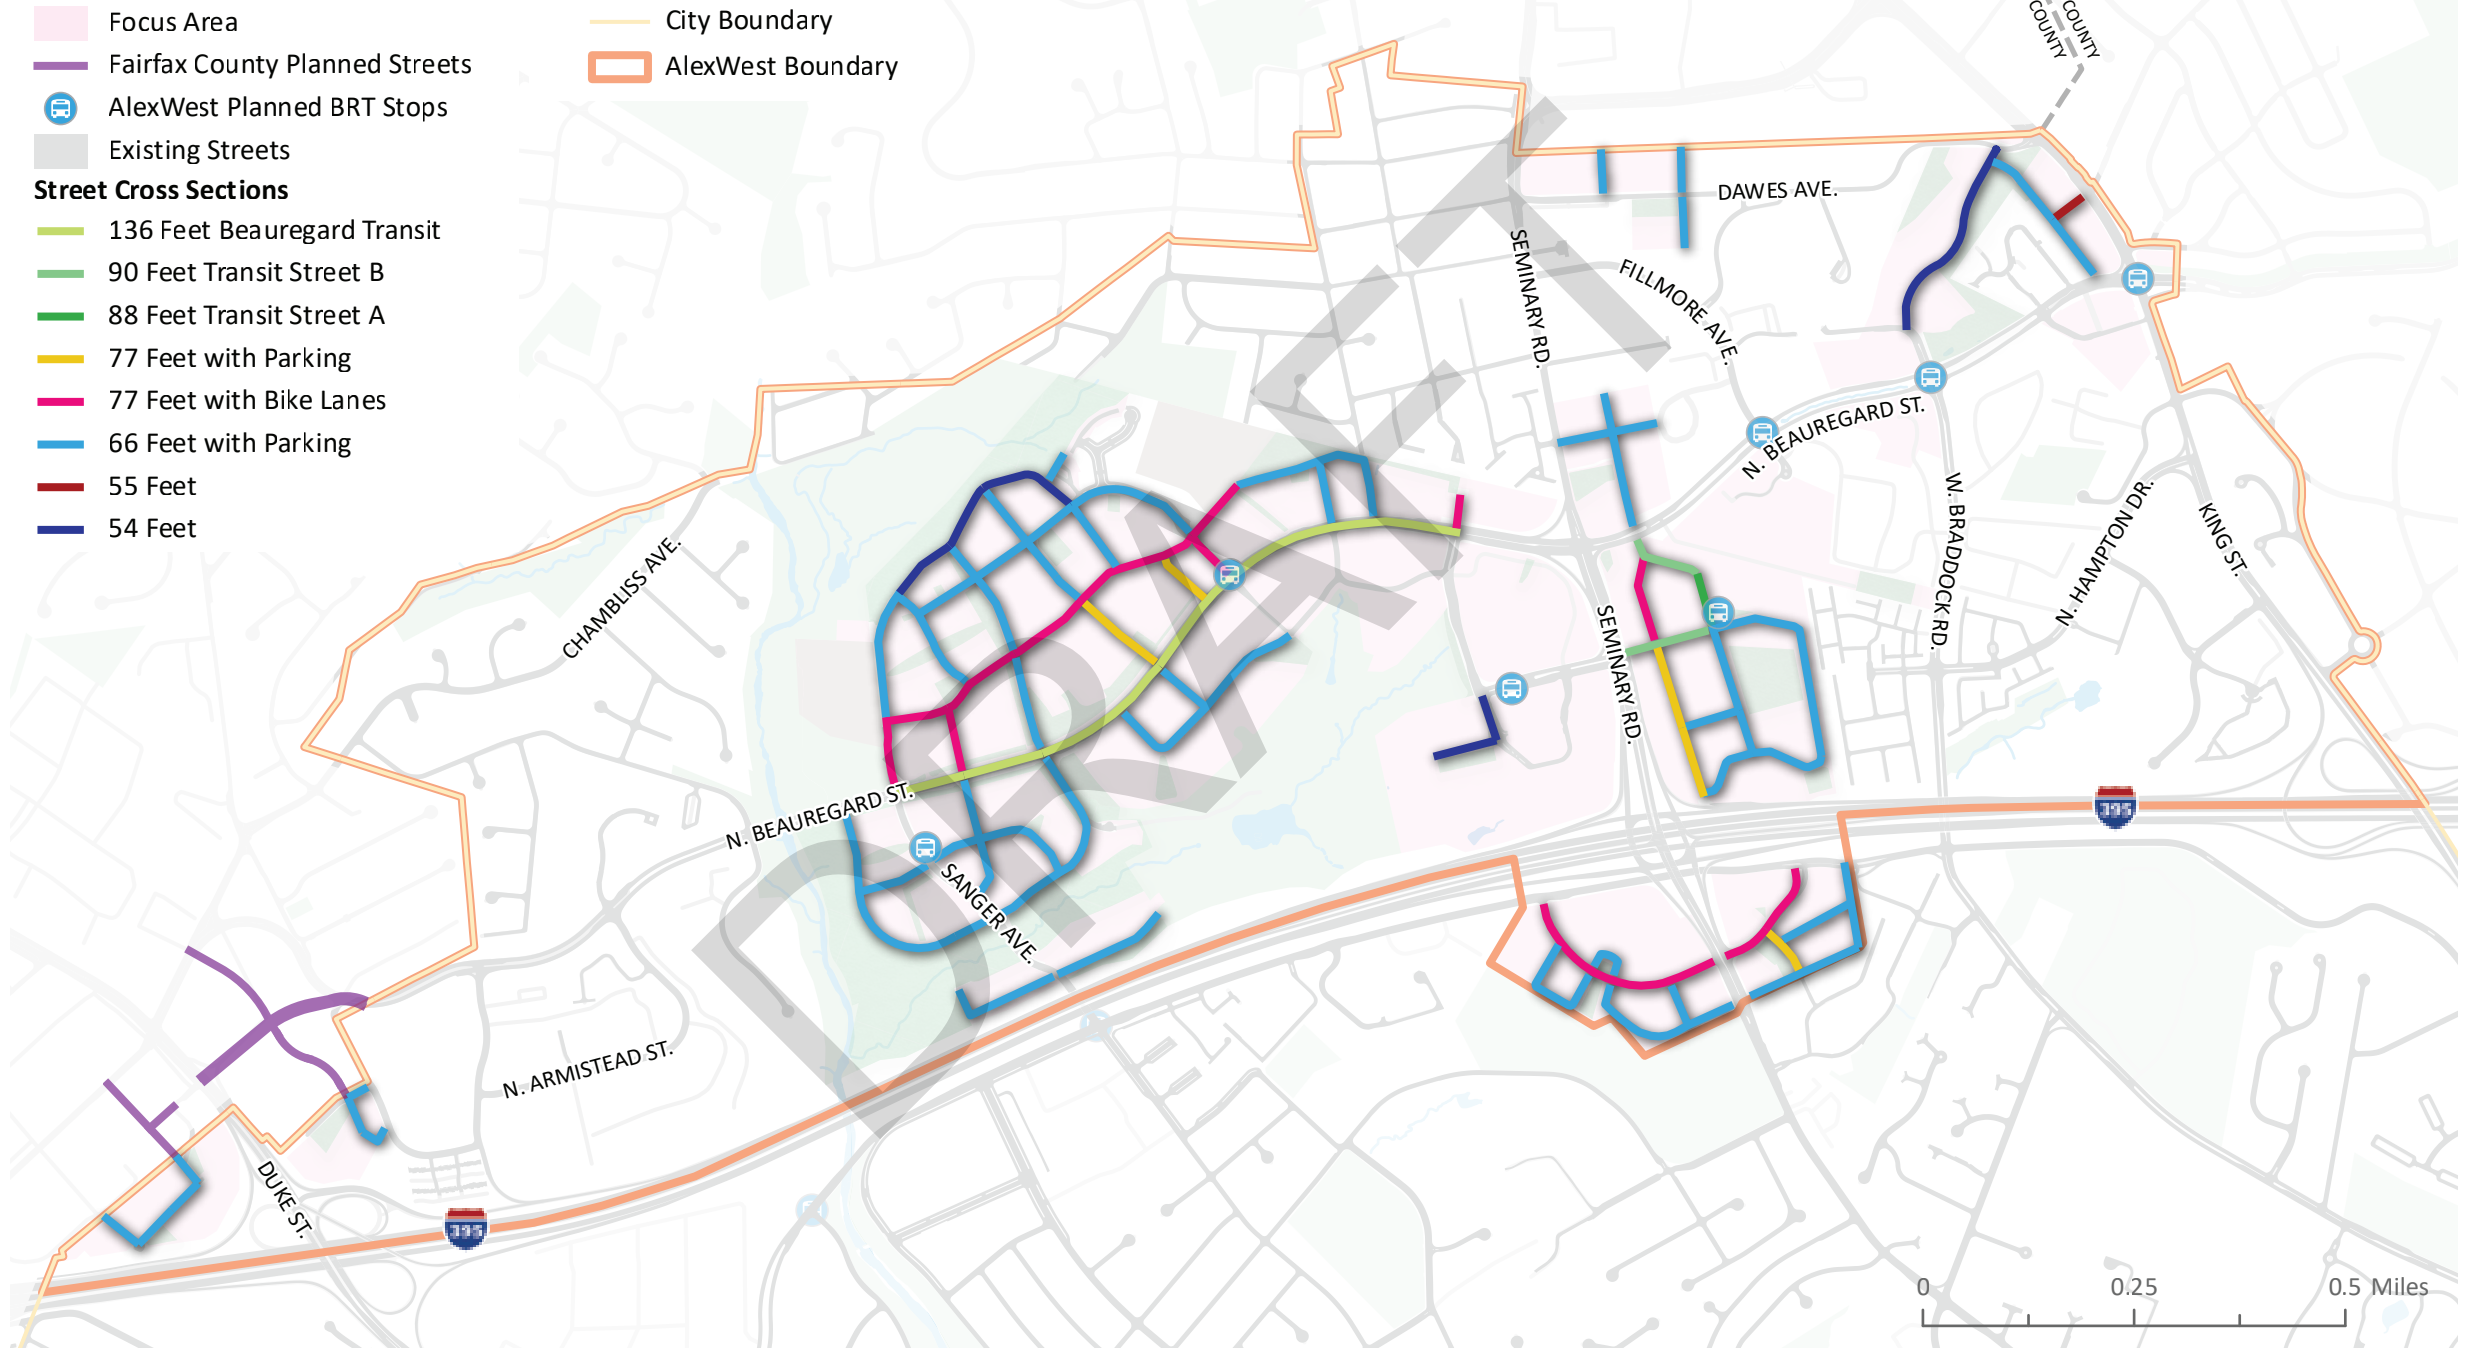 Focus Area
Fairfax County Planned Streets
AlexWest Planned BRT Stops
Existing Streets
City Boundary
AlexWest Boundary
Street Cross Sections
136 Feet Beauregard Transit
90 Feet Transit Street B
88 Feet Transit Street A
77 Feet with Parking
77 Feet with Bike Lanes
66 Feet with Parking
55 Feet
54 Feet
COUNTY
COUNTY
DAWES AVE.
SEMINARY RD.
FILLMORE AVE.
N. BEAUREGARD ST.
W. BRADDOCK RD.
N. HAMPTON DR.
KING ST.
CHAMBLISS AVE.
SEMINARY RD.
N. BEAUREGARD ST.
SANGER AVE.
N. ARMISTEAD ST.
DUKE ST.
395
395
DRAFT
0 0.25 0.5 Miles